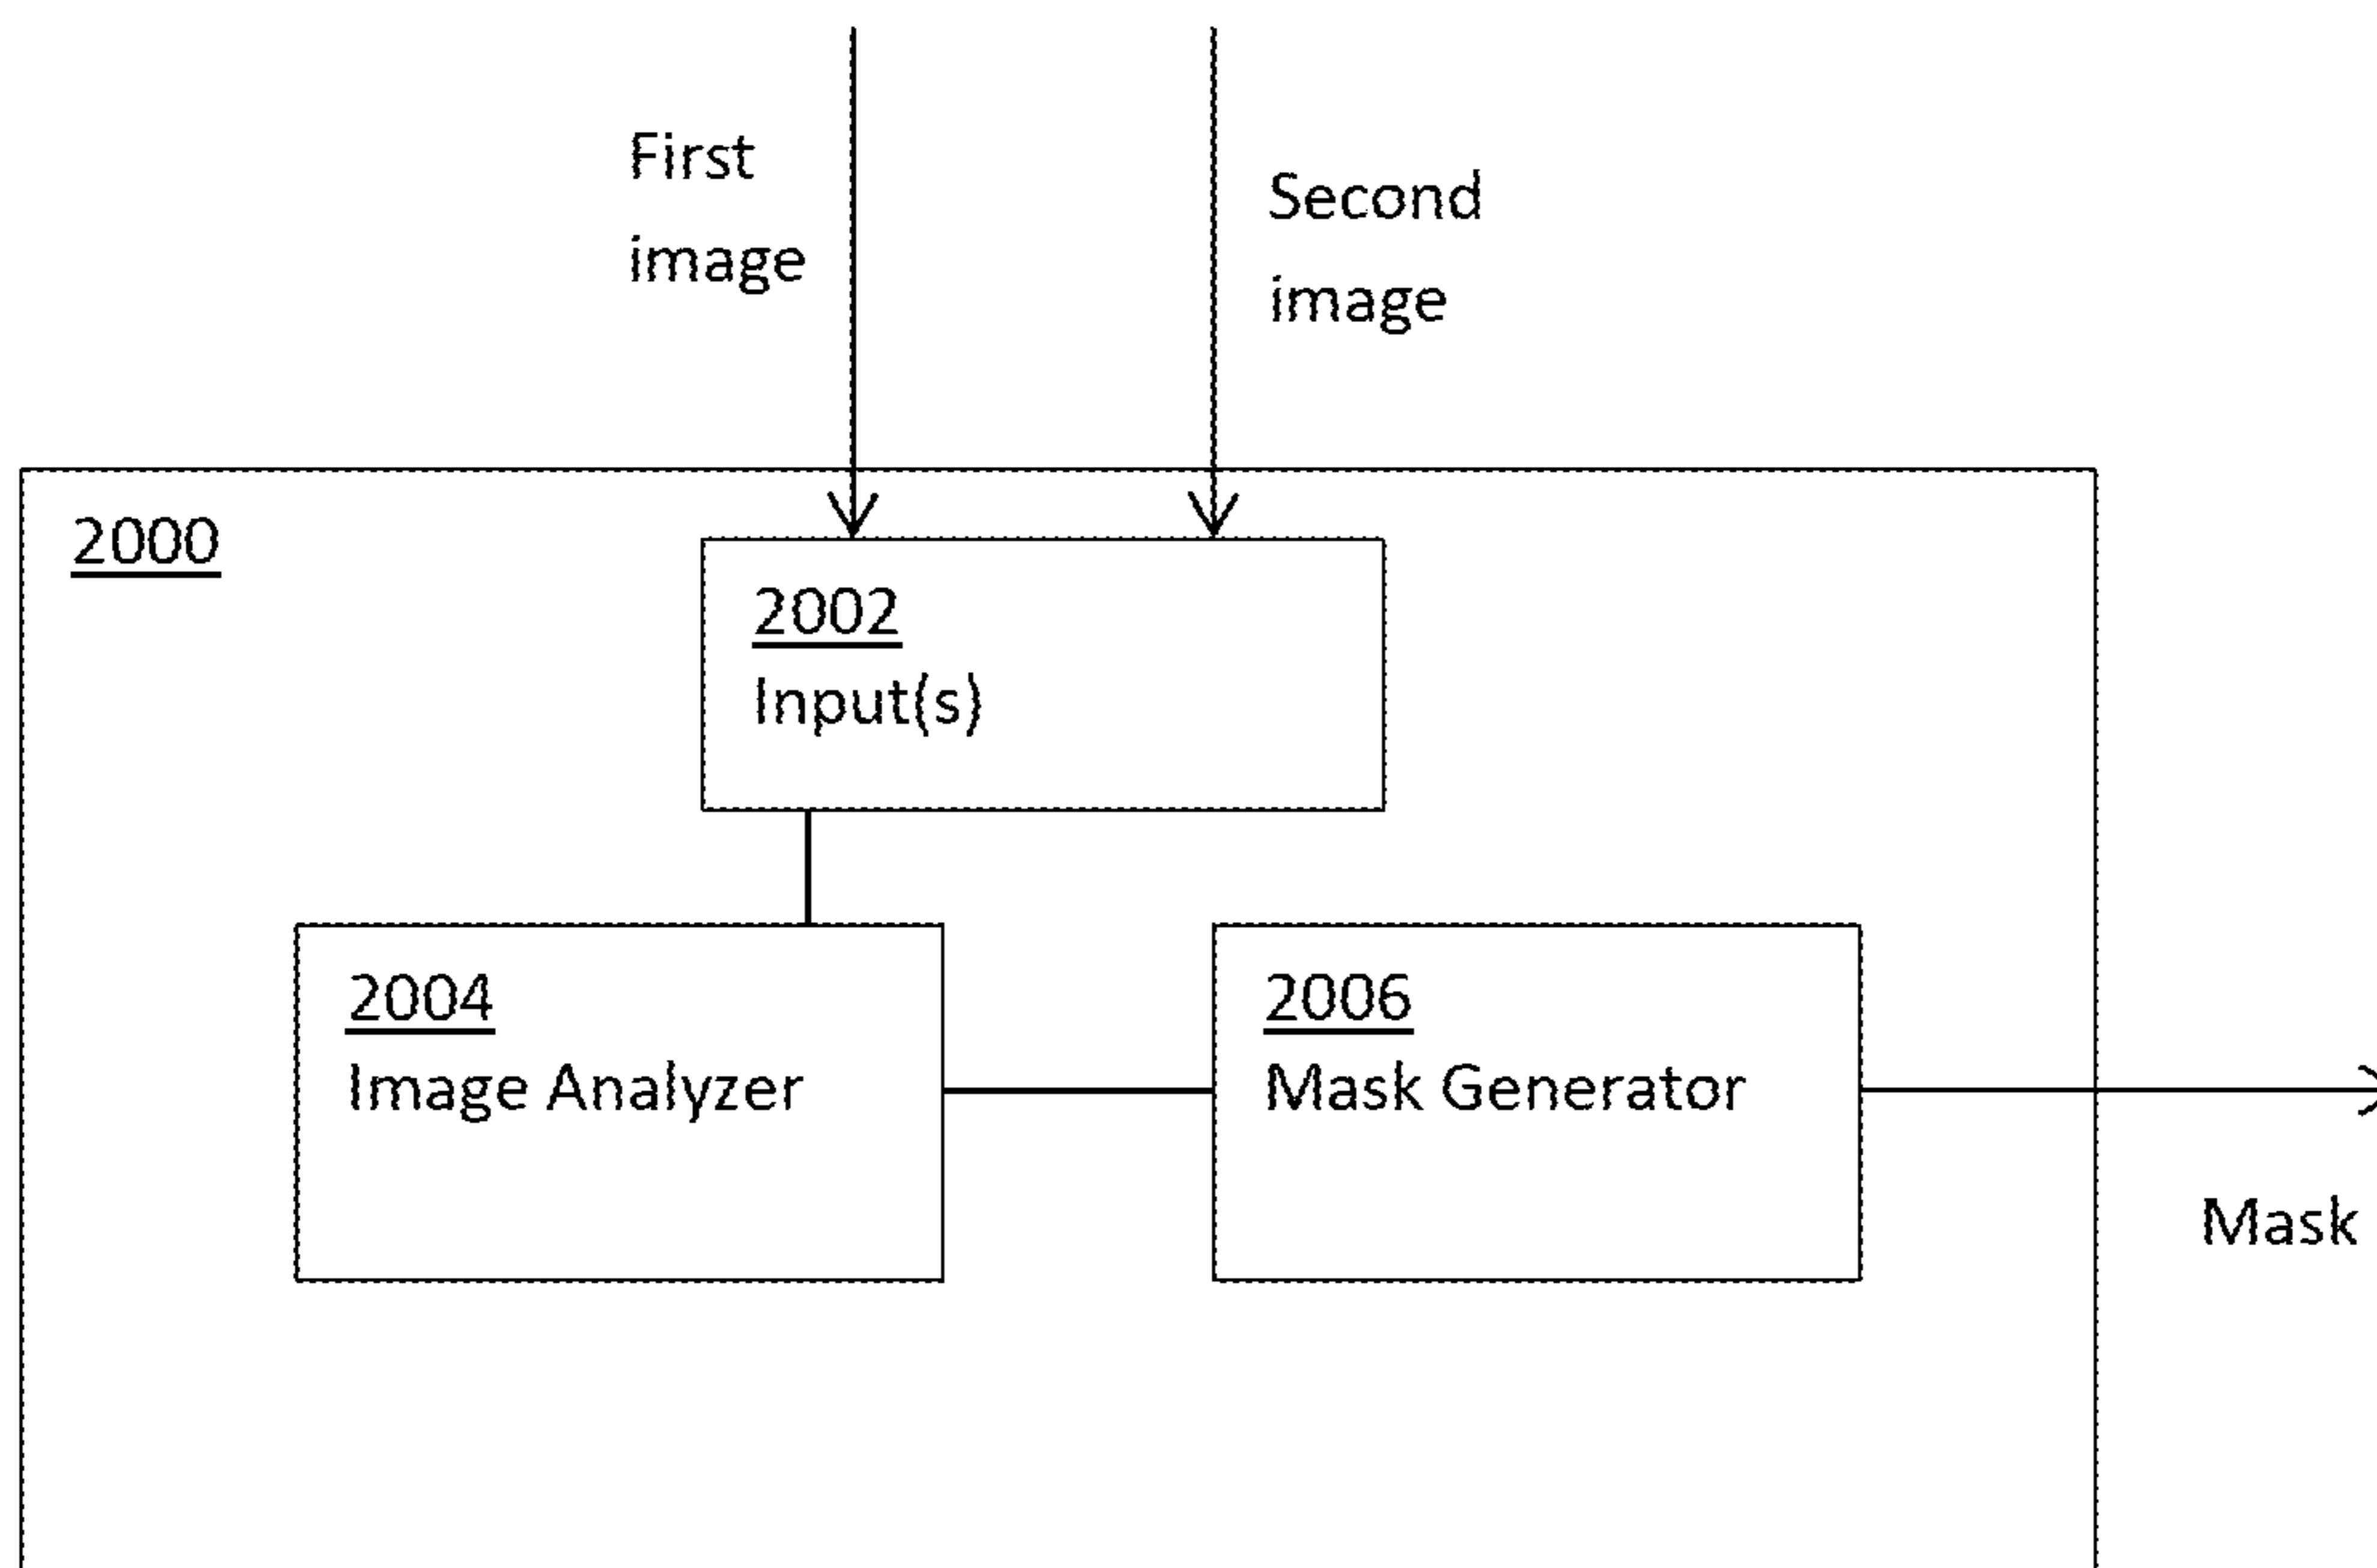 First
image
Second
image
2000
2002
Input(s)
2004
Image Analyzer
2006
Mask Generator
Mask